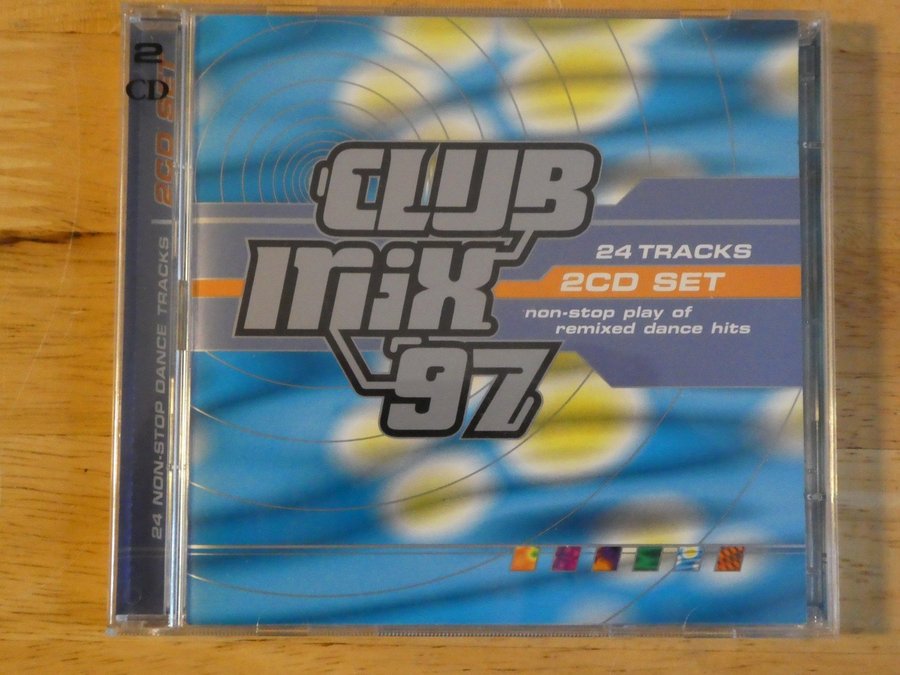 2
CD
24 NON-STOP DANCE TRACKS | 2CD SET
CLUB
MIX
'97
24 TRACKS
2CD SET
non-stop play of
remixed dance hits